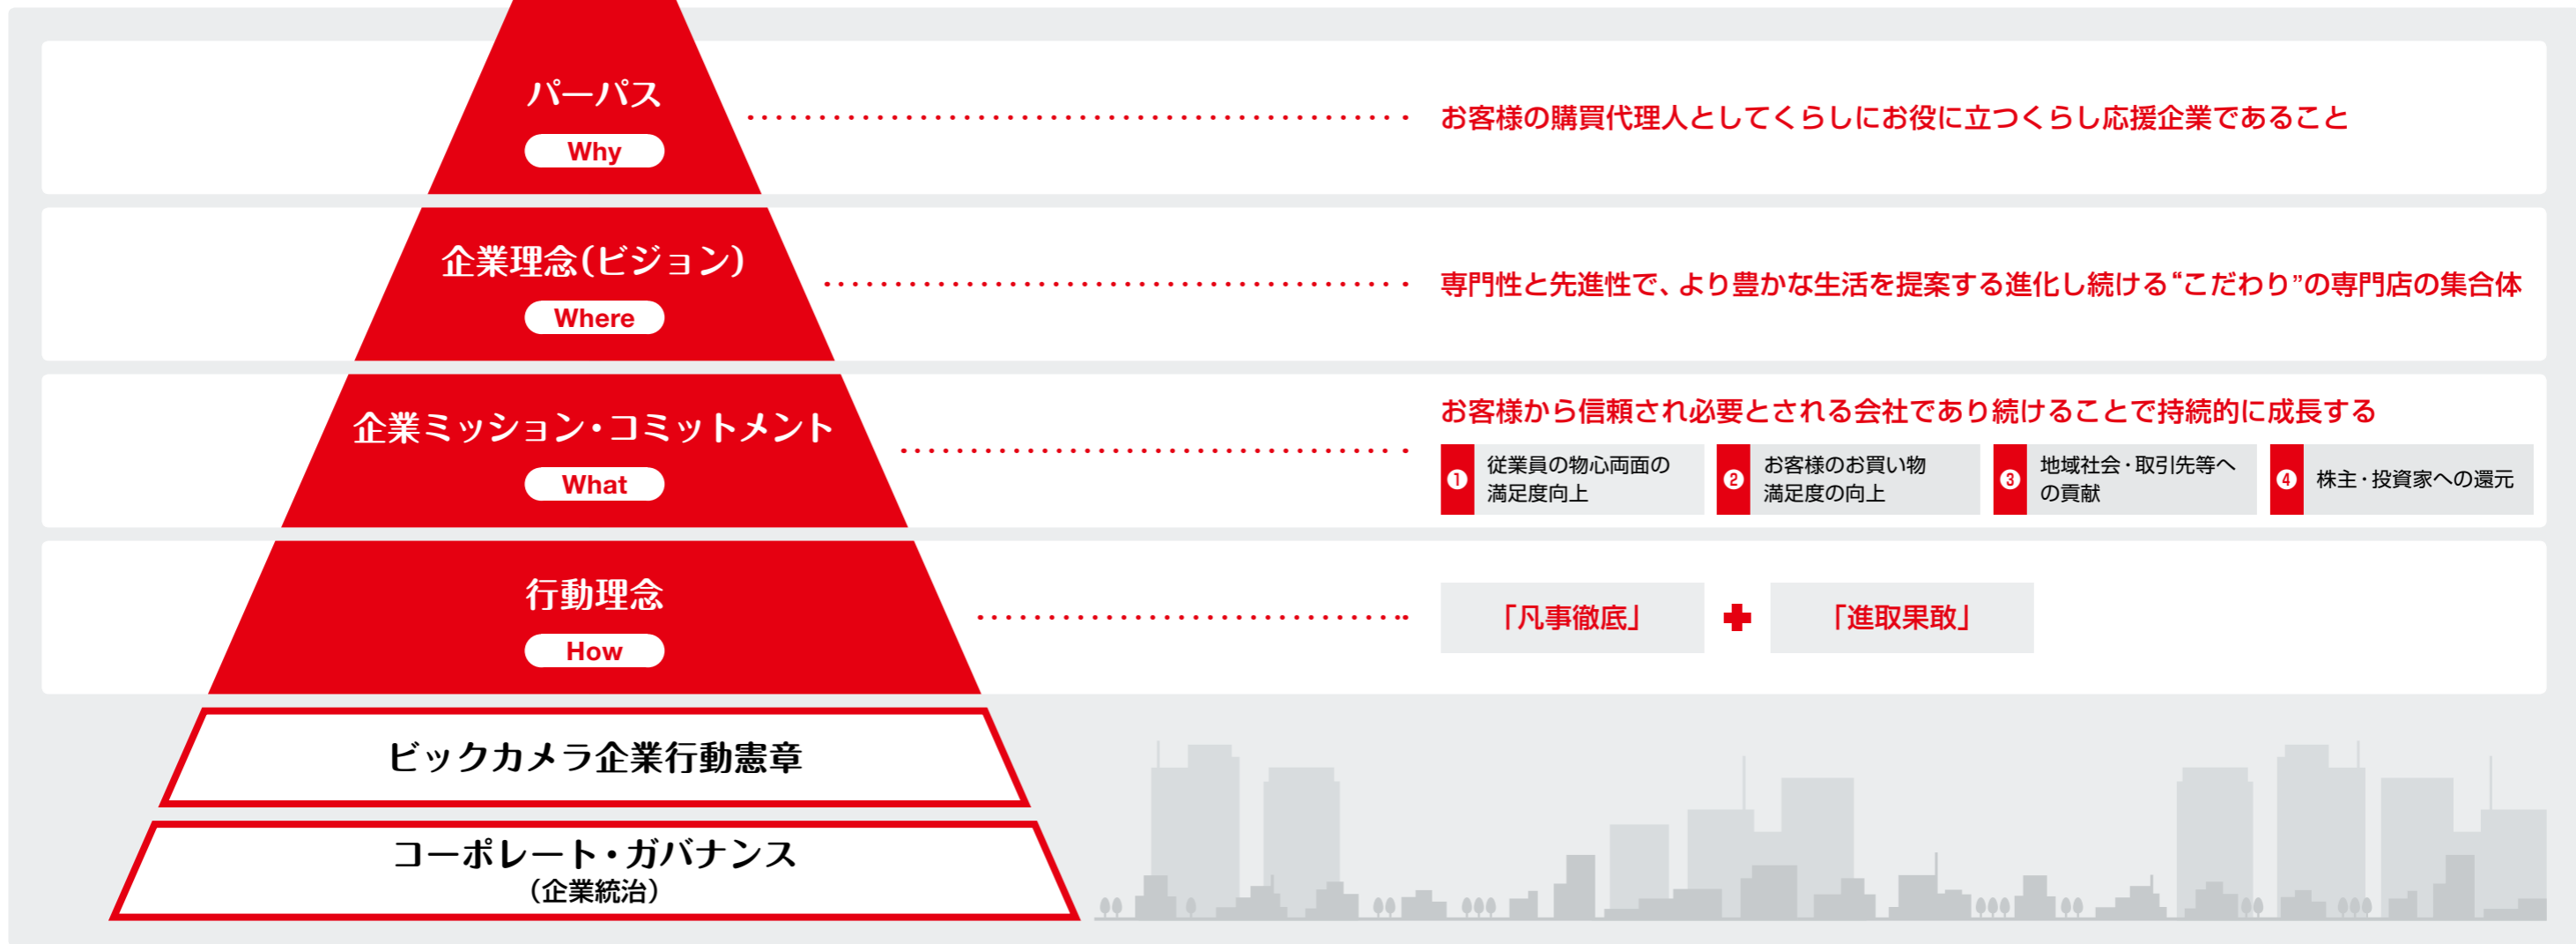 パーパス
Why
お客様の購買代理人としてくらしにお役に立つくらし応援企業であること
企業理念(ビジョン)
Where
専門性と先進性で、より豊かな生活を提案する進化し続ける“こだわり”の専門店の集合体
企業ミッション・コミットメント
What
お客様から信頼され必要とされる会社であり続けることで持続的に成長する
❶
従業員の物心両面の
満足度向上
❷
お客様のお買い物
満足度の向上
❸
地域社会・取引先等へ
の貢献
❹
株主・投資家への還元
行動理念
How
「凡事徹底」
「進取果敢」
ビックカメラ企業行動憲章
コーポレート・ガバナンス
(企業統治)